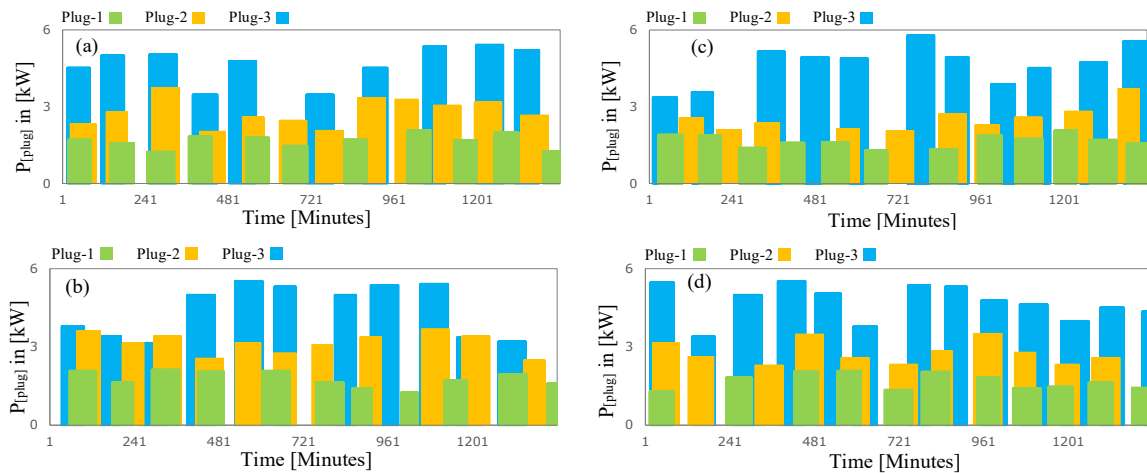 Plug-1 Plug-2 Plug-3
6
(a)
3
0
P[plug] in [kW]
1 241 481 721 961 1201
Time [Minutes]
Plug-1 Plug-2 Plug-3
6
(c)
3
0
P[plug] in [kW]
1 241 481 721 961 1201
Time [Minutes]
Plug-1 Plug-2 Plug-3
6
(b)
3
0
P[plug] in [kW]
1 241 481 721 961 1201
Time [Minutes]
Plug-1 Plug-2 Plug-3
6
(d)
3
0
P[plug] in [kW]
1 241 481 721 961 1201
Time [Minutes]